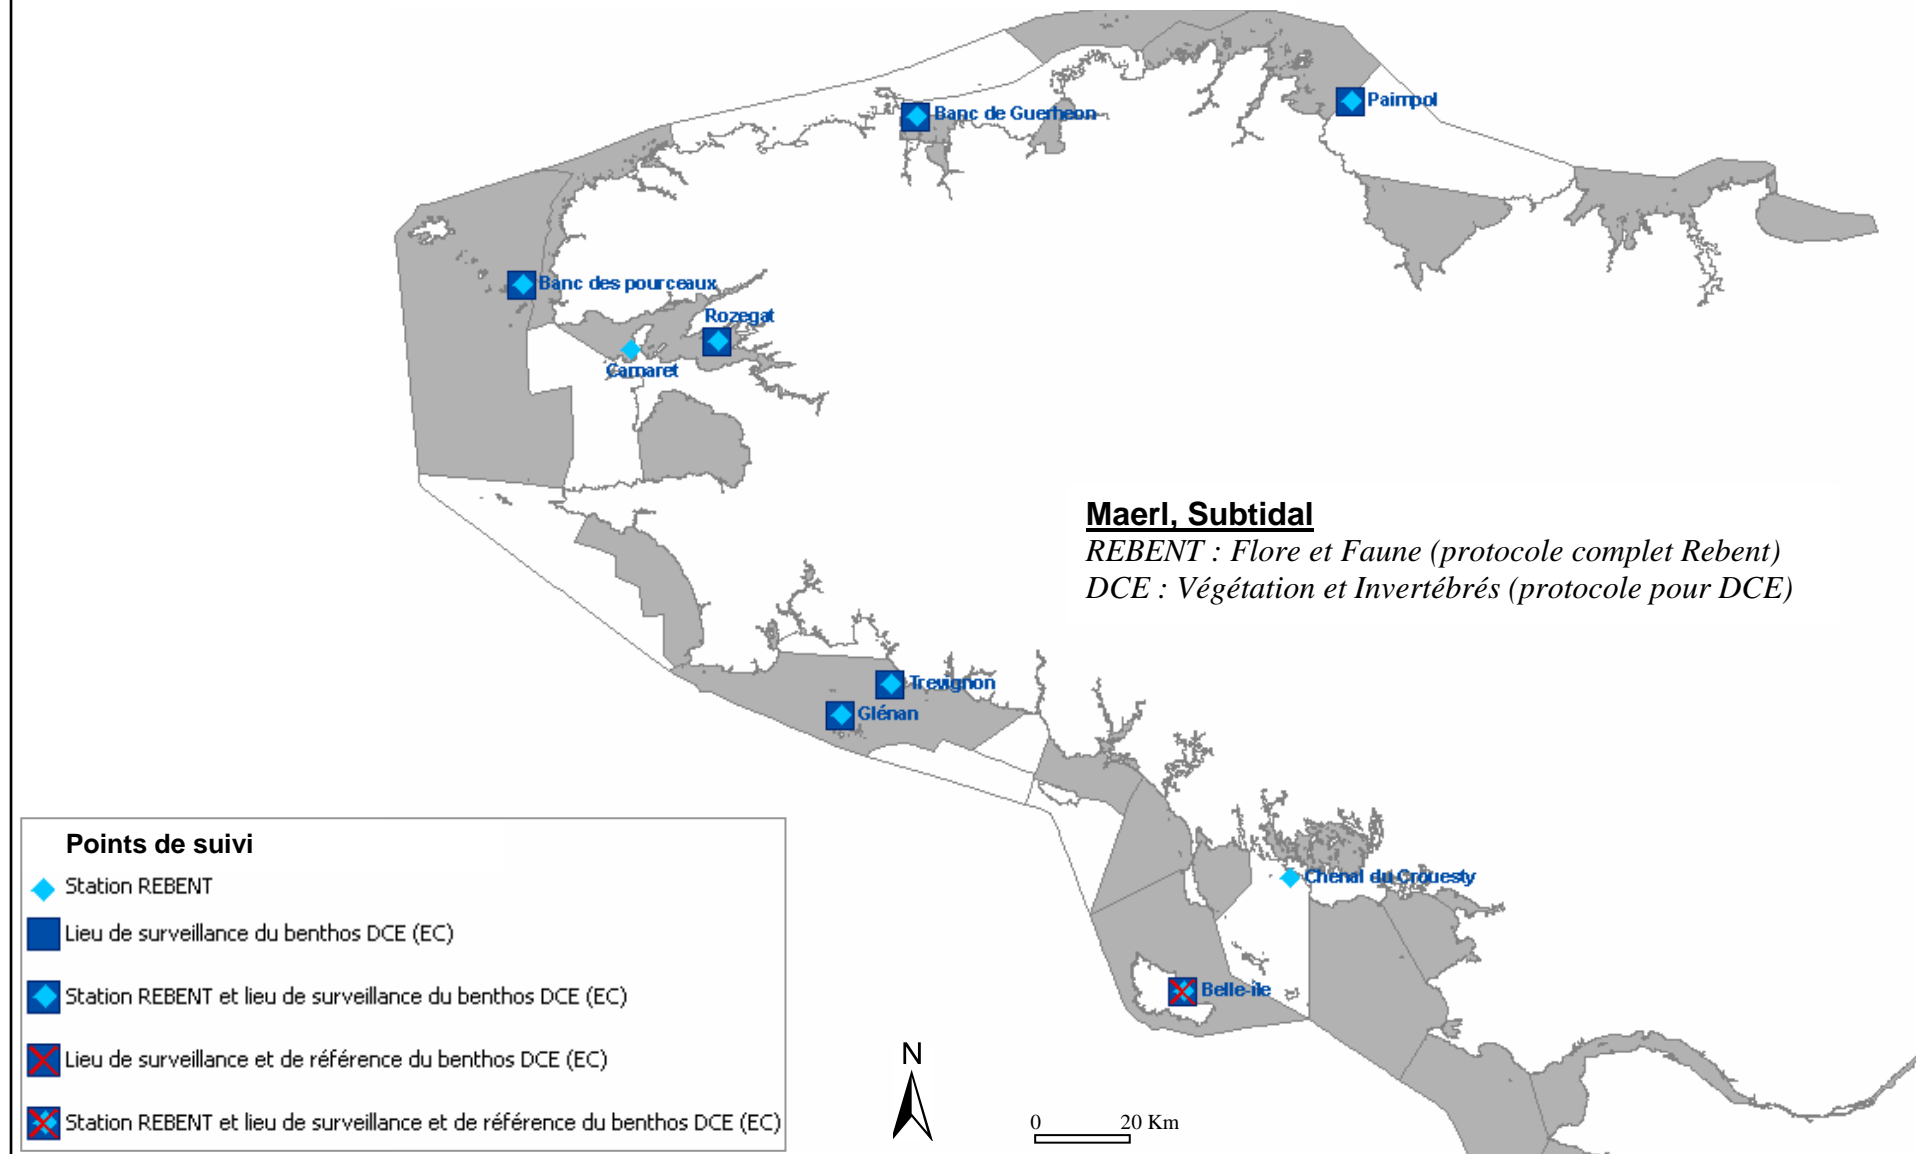 Paimpol
Banc de Guerheon
Banc des pourceaux
Rozegat
Camaret
Maerl, Subtidal
REBENT : Flore et Faune (protocole complet Rebent)
DCE : Végétation et Invertébrés (protocole pour DCE)
Trevignon
Glénan
Chenal du Crouesty
Belle-ile
Points de suivi
Station REBENT
Lieu de surveillance du benthos DCE (EC)
Station REBENT et lieu de surveillance du benthos DCE (EC)
Lieu de surveillance et de référence du benthos DCE (EC)
Station REBENT et lieu de surveillance et de référence du benthos DCE (EC)
N
0 20 Km